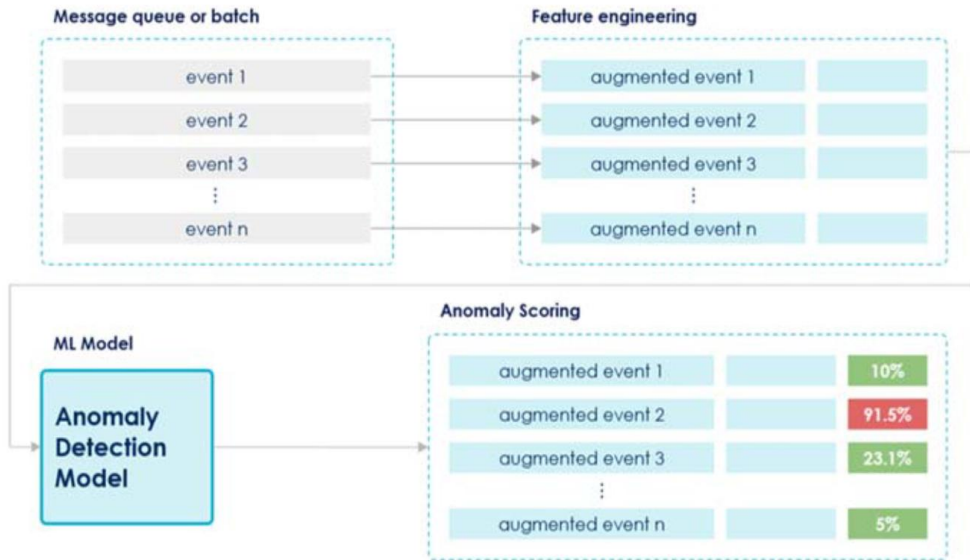 Message queue or batch
Feature engineering
event 1
augmented event 1
event 2
augmented event 2
event 3
augmented event 3
event n
augmented event n
Anomaly Scoring
ML Model
Anomaly
Detection
Model
augmented event 1
10%
augmented event 2
91.5%
augmented event 3
23.1%
augmented event n
5%